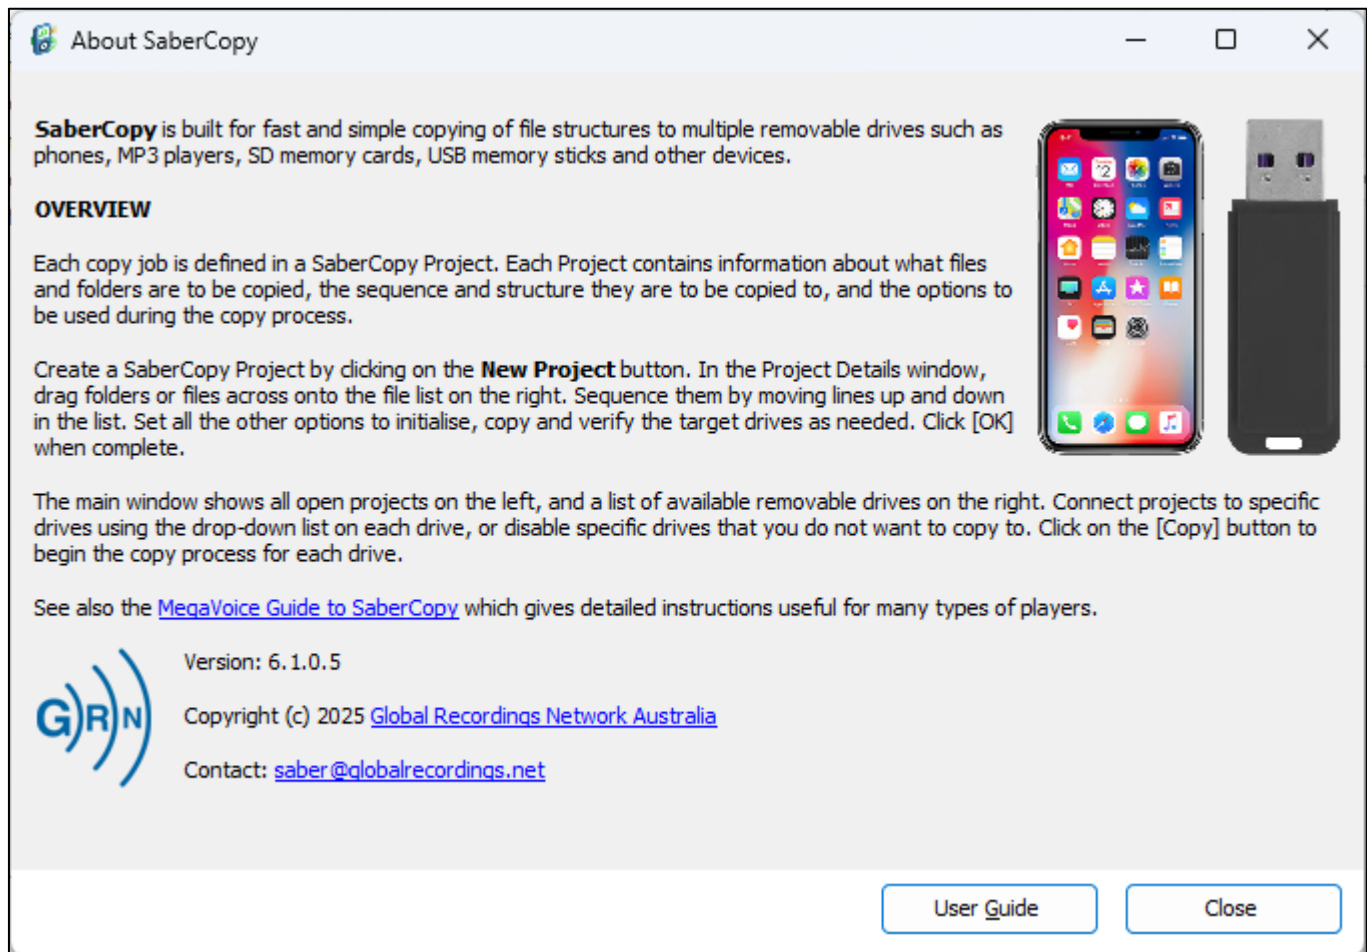 About SaberCopy
SaberCopy is built for fast and simple copying of file structures to multiple removable drives such as
phones, MP3 players, SD memory cards, USB memory sticks and other devices.
OVERVIEW
Each copy job is defined in a SaberCopy Project. Each Project contains information about what files
and folders are to be copied, the sequence and structure they are to be copied to, and the options to
be used during the copy process.
Create a SaberCopy Project by clicking on the New Project button. In the Project Details window,
drag folders or files across onto the file list on the right. Sequence them by moving lines up and down
in the list. Set all the other options to initialise, copy and verify the target drives as needed. Click [OK]
when complete.
The main window shows all open projects on the left, and a list of available removable drives on the right. Connect projects to specific
drives using the drop-down list on each drive, or disable specific drives that you do not want to copy to. Click on the [Copy] button to
begin the copy process for each drive.
See also the MegaVoice Guide to SaberCopy which gives detailed instructions useful for many types of players.
GRN
Version: 6.1.0.5
Copyright (c) 2025 Global Recordings Network Australia
Contact: saber@globalrecordings.net
User Guide
Close